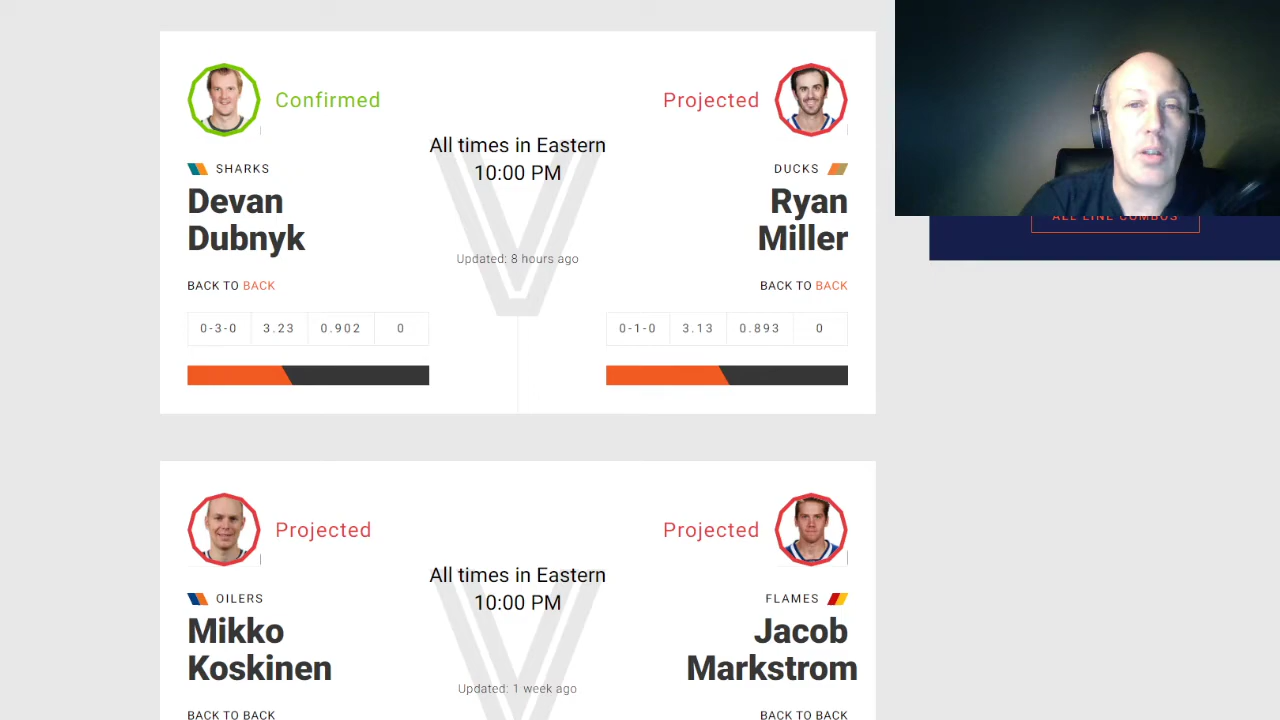 Confirmed
Projected
All times in Eastern
10:00 PM
SHARKS
DUCKS
Devan
Dubnyk
Ryan
Miller
Updated: 8 hours ago
BACK TO BACK
BACK TO BACK
0-3-0 3.23 0.902 0
0-1-0 3.13 0.893 0
ALL LINE COMBOS
Projected
Projected
All times in Eastern
10:00 PM
OILERS
FLAMES
Mikko
Koskinen
Jacob
Markstrom
Updated: 1 week ago
BACK TO BACK
BACK TO BACK